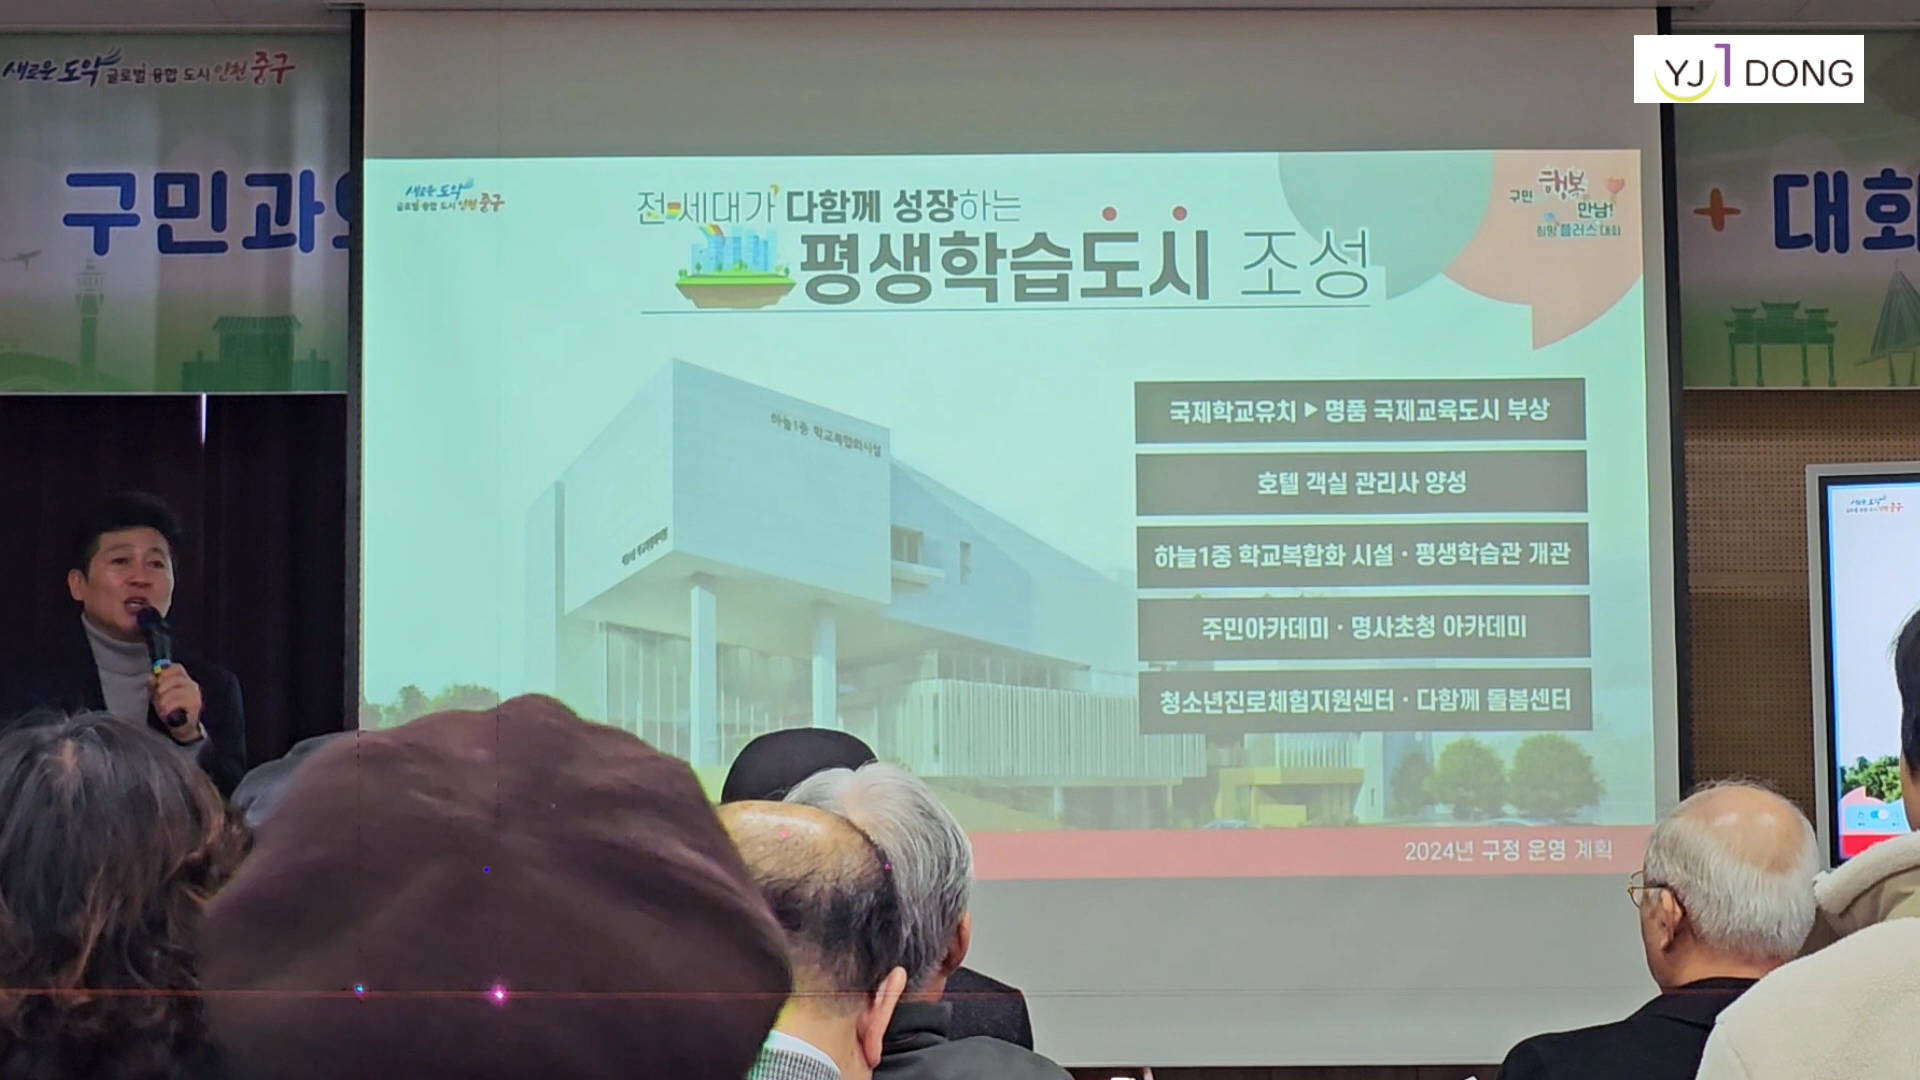 새로운 도약 글로벌 융합 도시 인천 중구
YJ1DONG
구민과
+ 대화
새로운 도약
글로벌 융합 도시 인천 중구
전 세대가 다함께 성장하는
평생학습도시 조성
구민 행복
만남!
희망 플러스 대화
하늘1중 학교복합화시설
국제학교유치 ▶ 명품 국제교육도시 부상
호텔 객실 관리사 양성
하늘1중 학교복합화 시설 · 평생학습관 개관
주민아카데미 · 명사초청 아카데미
청소년진로체험지원센터 · 다함께 돌봄센터
2024년 구정 운영 계획